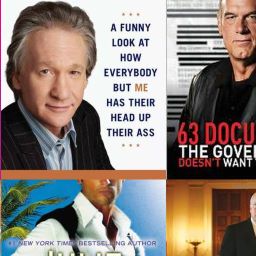 A FUNNY
LOOK AT
HOW
EVERYBODY
BUT ME
HAS THEIR
HEAD UP
THEIR ASS
63 DOCU
THE GOVE
DOESN'T WANT
NEW YORK TIMES BESTSELLING AUTHOR